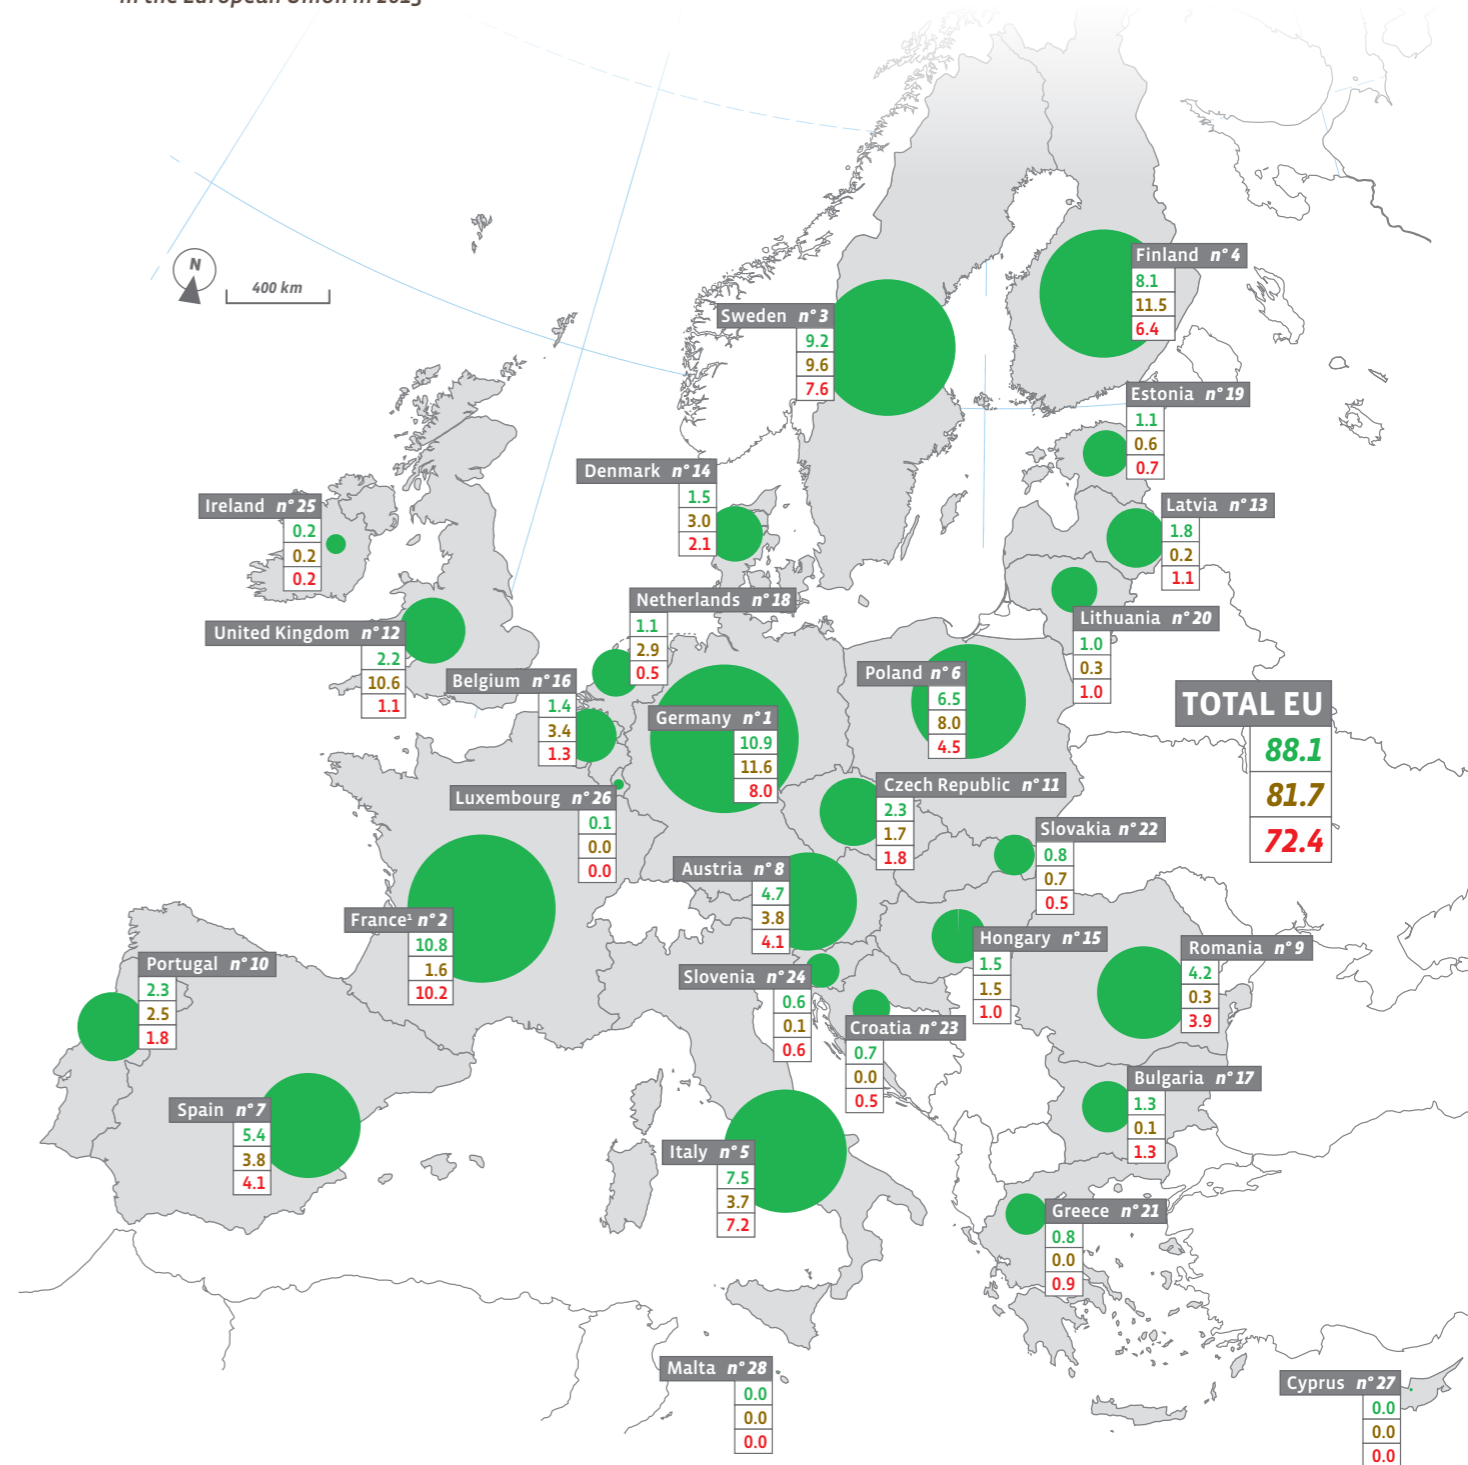 in the European Union in 2015
N
400 km
Finland n° 4
8.1
11.5
6.4
Sweden n° 3
9.2
9.6
7.6
Estonia n° 19
1.1
0.6
0.7
Denmark n° 14
1.5
3.0
2.1
Ireland n° 25
0.2
0.2
0.2
Latvia n° 13
1.8
0.2
1.1
Netherlands n° 18
1.1
2.9
0.5
Lithuania n° 20
1.0
0.3
1.0
United Kingdom n° 12
2.2
10.6
1.1
Belgium n° 16
1.4
3.4
1.3
Poland n° 6
6.5
8.0
4.5
TOTAL EU
88.1
81.7
72.4
Germany n° 1
10.9
11.6
8.0
Czech Republic n° 11
2.3
1.7
1.8
Luxembourg n° 26
0.1
0.0
0.0
Slovakia n° 22
0.8
0.7
0.5
Austria n° 8
4.7
3.8
4.1
France¹ n° 2
10.8
1.6
10.2
Hongary n° 15
1.5
1.5
1.0
Romania n° 9
4.2
0.3
3.9
Portugal n° 10
2.3
2.5
1.8
Slovenia n° 24
0.6
0.1
0.6
Croatia n° 23
0.7
0.0
0.5
Bulgaria n° 17
1.3
0.1
1.3
Spain n° 7
5.4
3.8
4.1
Italy n° 5
7.5
3.7
7.2
Greece n° 21
0.8
0.0
0.9
Malta n° 28
0.0
0.0
0.0
Cyprus n° 27
0.0
0.0
0.0